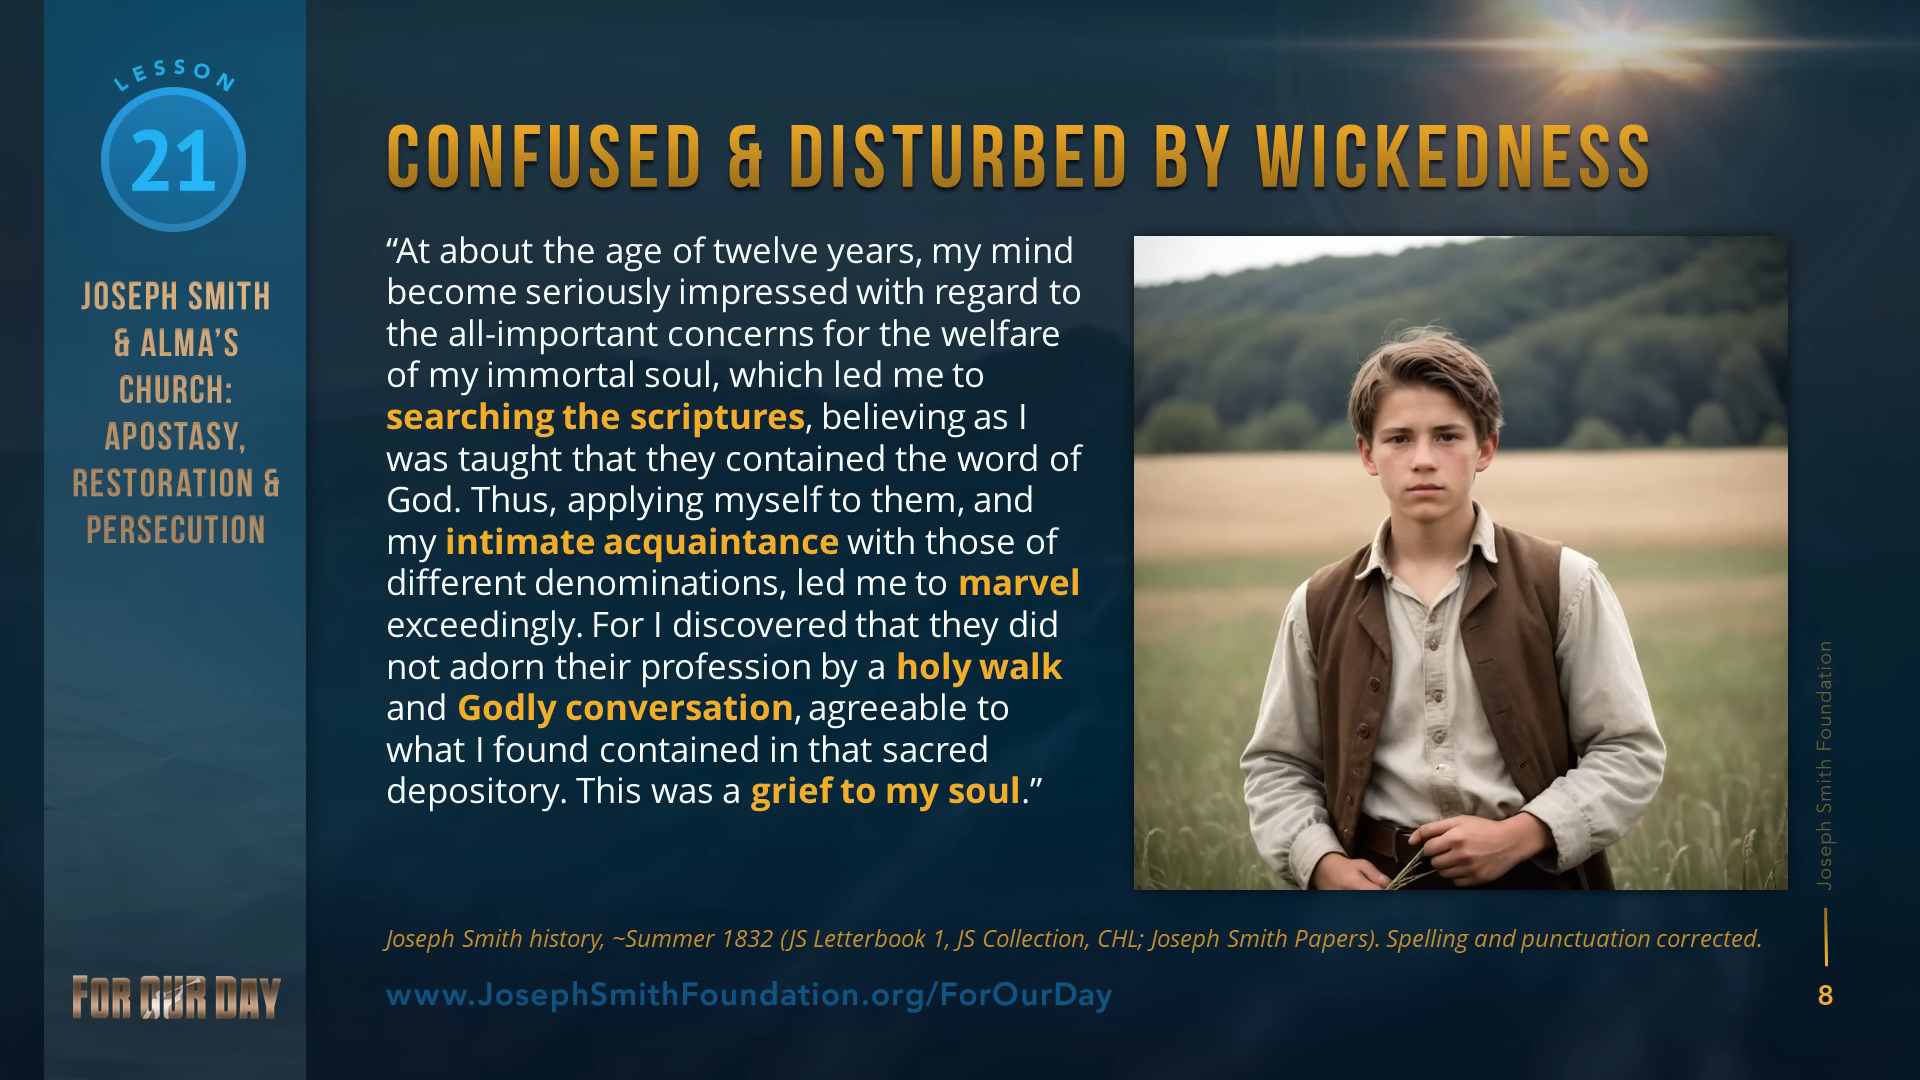 LESSON
21
JOSEPH SMITH
& ALMA’S
CHURCH:
APOSTASY,
RESTORATION &
PERSECUTION
FOR OUR DAY
CONFUSED & DISTURBED BY WICKEDNESS
“At about the age of twelve years, my mind
become seriously impressed with regard to
the all-important concerns for the welfare
of my immortal soul, which led me to
searching the scriptures, believing as I
was taught that they contained the word of
God. Thus, applying myself to them, and
my intimate acquaintance with those of
different denominations, led me to marvel
exceedingly. For I discovered that they did
not adorn their profession by a holy walk
and Godly conversation, agreeable to
what I found contained in that sacred
depository. This was a grief to my soul.”
Joseph Smith history, ~Summer 1832 (JS Letterbook 1, JS Collection, CHL; Joseph Smith Papers). Spelling and punctuation corrected.
www.JosephSmithFoundation.org/ForOurDay
Joseph Smith Foundation
8